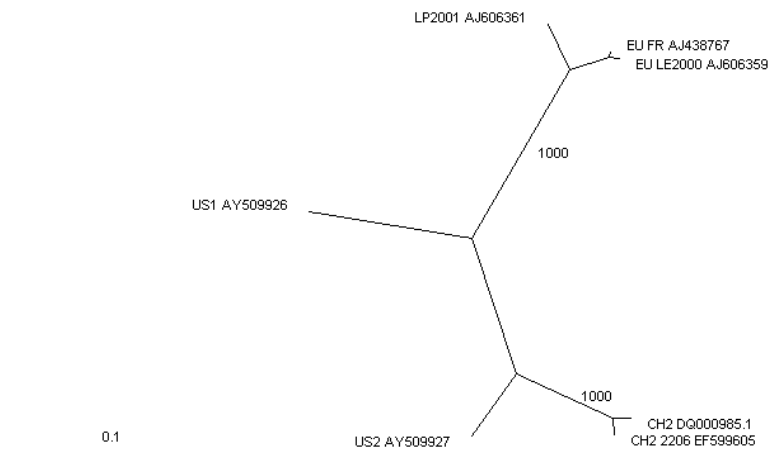 LP2001 AJ606361
EU FR AJ438767
EU LE2000 AJ606359
1000
US1 AY509926
1000
CH2 DQ000985.1
0.1
US2 AY509927
CH2 2206 EF599605